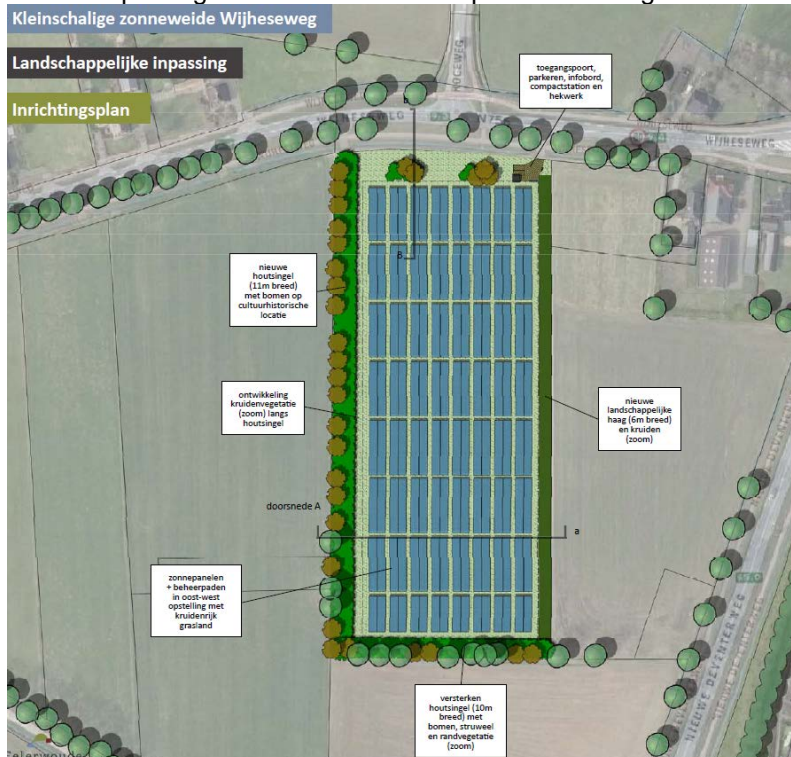 Kleinschalige zonneweide Wijheseweg
Landschappelijke inpassing
Inrichtingsplan
toegangspoort,
parkeren, infobord,
compactstation en
hekwerk
WIJHESEWEG
WIJHESEWEG
B
nieuwe
houtsingel
(11m breed)
met bomen op
cultuurhistorische
locatie
ontwikkeling
kruidenvegetatie
(zoom) langs
houtsingel
nieuwe
landschappelijke
haag (6m breed)
en kruiden
(zoom)
doorsnede A
a
zonnepanelen
+ beheerpaden
in oost-west
opstelling met
kruidenrijk
grasland
versterken
houtsingel (10m
breed) met
bomen, struweel
en randvegetatie
(zoom)
NIEUWE DEVENTERWEG